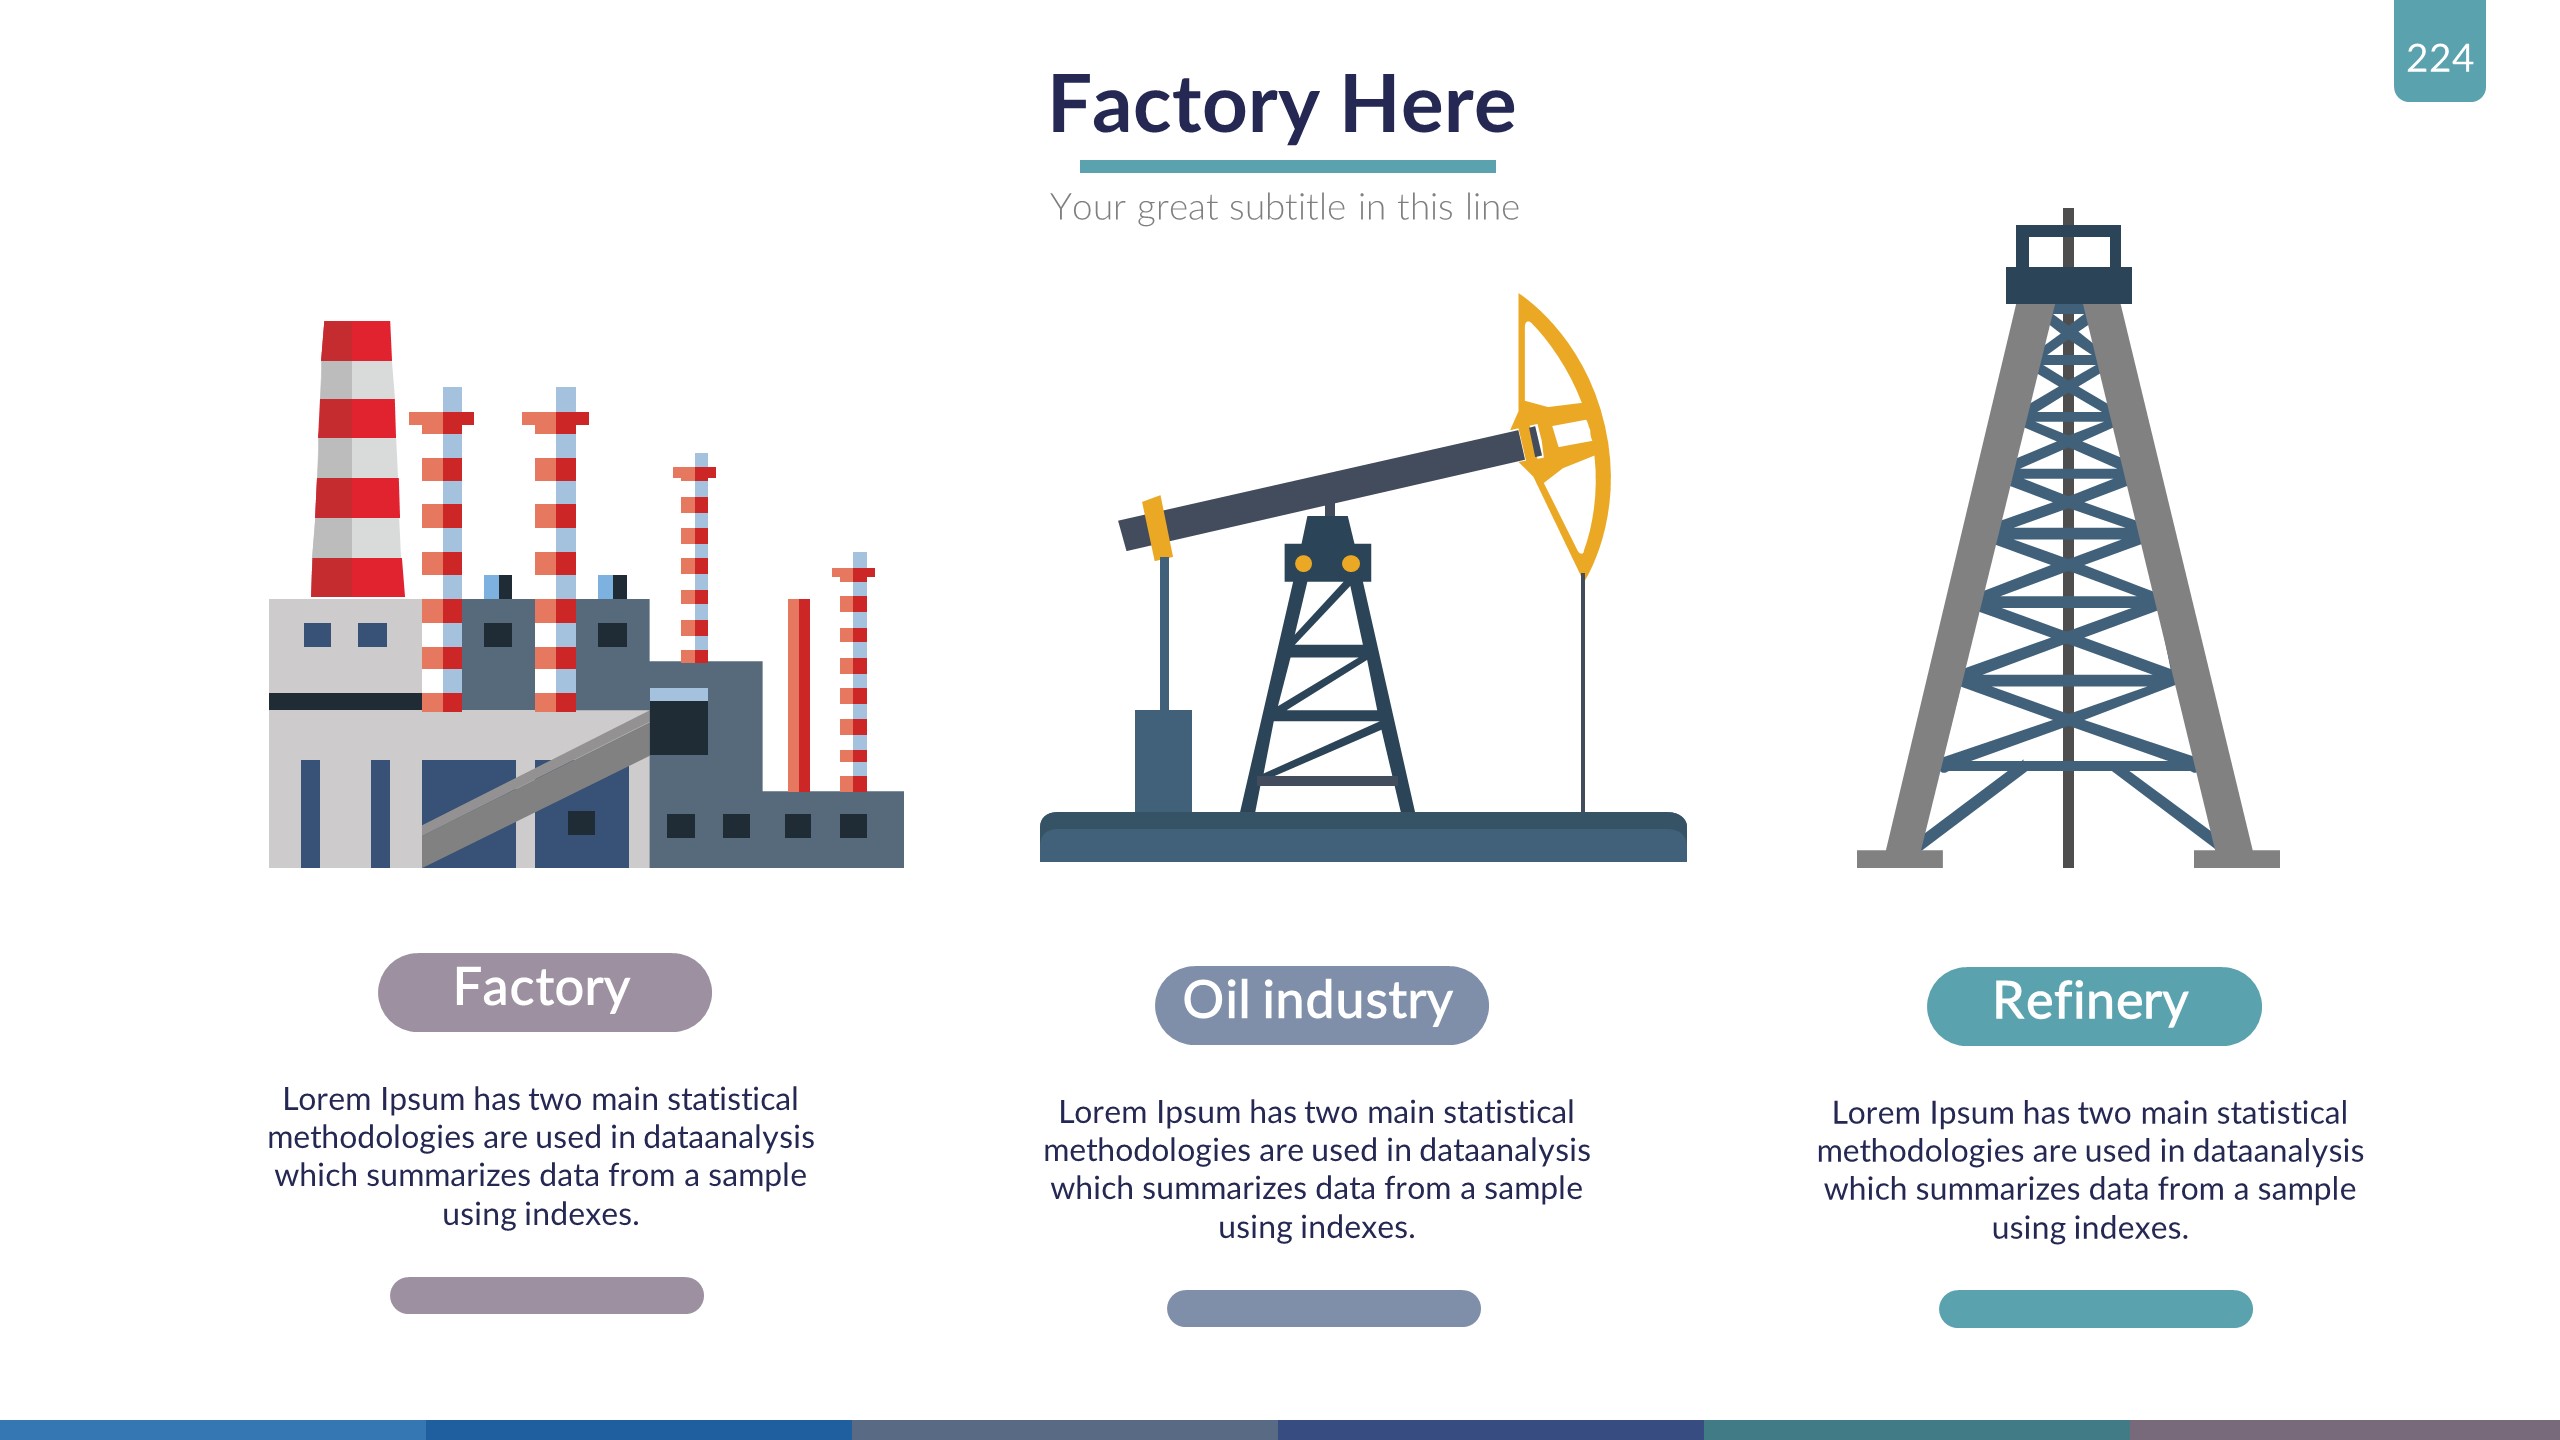 224
Factory Here
Your great subtitle in this line
Factory
Lorem Ipsum has two main statistical
methodologies are used in dataanalysis
which summarizes data from a sample
using indexes.
Oil industry
Lorem Ipsum has two main statistical
methodologies are used in dataanalysis
which summarizes data from a sample
using indexes.
Refinery
Lorem Ipsum has two main statistical
methodologies are used in dataanalysis
which summarizes data from a sample
using indexes.